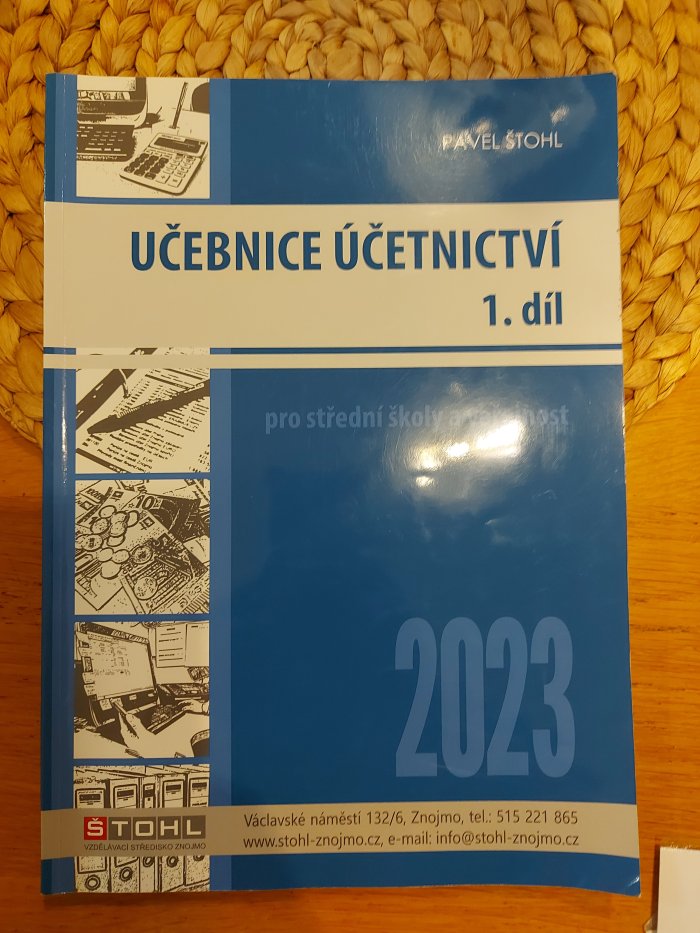 PAVEL ŠTOHL
UČEBNICE ÚČETNICTVÍ
1. díl
pro střední školy a veřejnost
2023
ŠTOHL
VZDĚLÁVACÍ STŘEDISKO ZNOJMO
Václavské náměstí 132/6, Znojmo, tel.: 515 221 865
www.stohl-znojmo.cz, e-mail: info@stohl-znojmo.cz